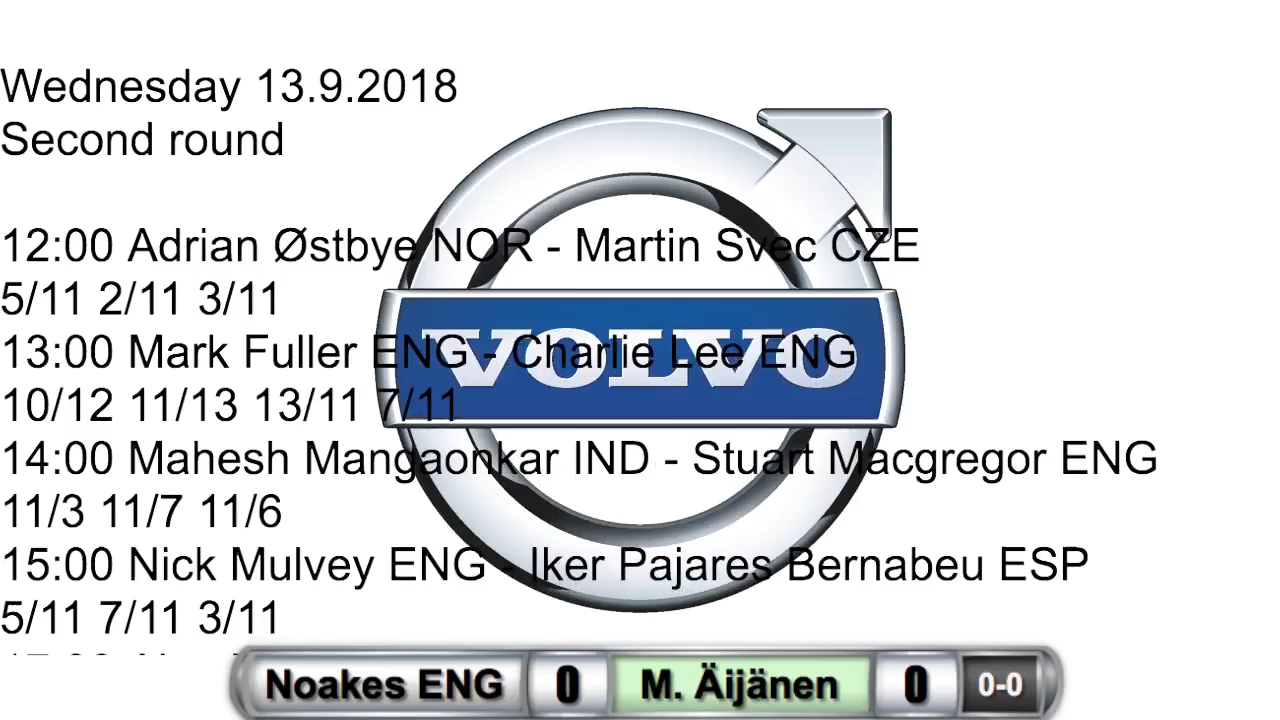 Wednesday 13.9.2018
Second round
12:00 Adrian Østbye NOR - Martin Svec CZE
5/11 2/11 3/11
13:00 Mark Fuller ENG - Charlie Lee ENG
10/12 11/13 13/11 7/11
VOLVO
14:00 Mahesh Mangaonkar IND - Stuart Macgregor ENG
11/3 11/7 11/6
15:00 Nick Mulvey ENG - Iker Pajares Bernabeu ESP
5/11 7/11 3/11
Noakes ENG 0 M. Äijänen 0 0-0